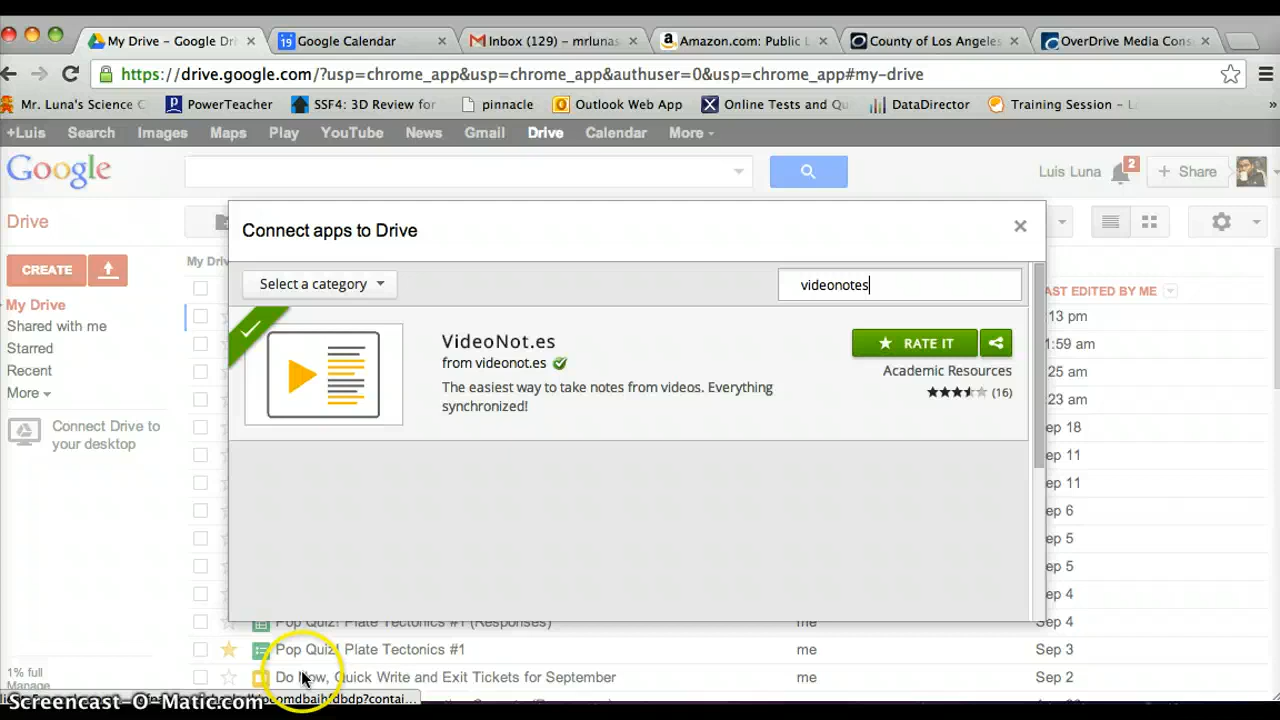 My Drive – Google Dri
Google Calendar
Inbox (129) – mrlunas
Amazon.com: Public L
County of Los Angeles
OverDrive Media Cons
https://drive.google.com/?usp=chrome_app&usp=chrome_app&authuser=0&usp=chrome_app#my-drive
Mr. Luna's Science C
PowerTeacher
SSF4: 3D Review for
pinnacle
Outlook Web App
Online Tests and Qu
DataDirector
Training Session – L
»
+Luis Search Images Maps Play YouTube News Gmail Drive Calendar More
Google
Luis Luna
2
+ Share
Drive
Connect apps to Drive
CREATE
My Driv
Select a category
videonotes
AST EDITED BY ME
My Drive
Shared with me
Starred
Recent
More
Connect Drive to
your desktop
VideoNot.es
from videonot.es
The easiest way to take notes from videos. Everything
synchronized!
RATE IT
Academic Resources
(16)
:13 pm
1:59 am
:25 am
:23 am
ep 18
ep 11
ep 11
ep 6
ep 5
ep 5
ep 4
Pop Quiz! Plate Tectonics #1 (Responses) me Sep 4
Pop Quiz! Plate Tectonics #1 me Sep 3
Do Now, Quick Write and Exit Tickets for September me Sep 2
1% full
Manage
Screencast-O-Matic.com